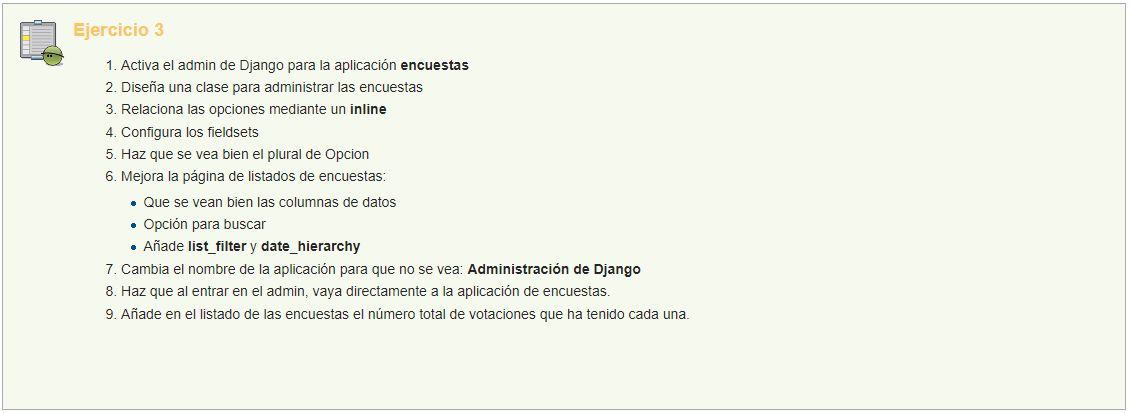 Ejercicio 3
1. Activa el admin de Django para la aplicación encuestas
2. Diseña una clase para administrar las encuestas
3. Relaciona las opciones mediante un inline
4. Configura los fieldsets
5. Haz que se vea bien el plural de Opcion
6. Mejora la página de listados de encuestas:
• Que se vean bien las columnas de datos
• Opción para buscar
• Añade list_filter y date_hierarchy
7. Cambia el nombre de la aplicación para que no se vea: Administración de Django
8. Haz que al entrar en el admin, vaya directamente a la aplicación de encuestas.
9. Añade en el listado de las encuestas el número total de votaciones que ha tenido cada una.